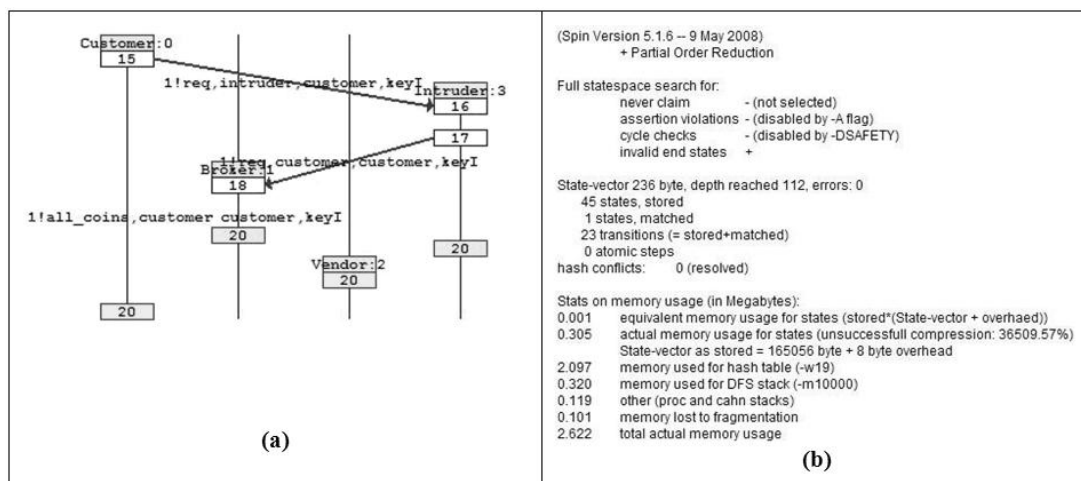 Customer:0
15
1!req,intruder,customer,keyI
Intruder:3
16
17
1!req,customer,customer,keyI
Broker:1
18
1!all_coins,customer customer,keyI
20
20
Vendor:2
20
20
(a)
(Spin Version 5.1.6 -- 9 May 2008)
+ Partial Order Reduction
Full statespace search for:
never claim - (not selected)
assertion violations - (disabled by -A flag)
cycle checks - (disabled by -DSAFETY)
invalid end states +
State-vector 236 byte, depth reached 112, errors: 0
45 states, stored
1 states, matched
23 transitions (= stored+matched)
0 atomic steps
hash conflicts: 0 (resolved)
Stats on memory usage (in Megabytes):
0.001 equivalent memory usage for states (stored*(State-vector + overhaed))
0.305 actual memory usage for states (unsuccessfull compression: 36509.57%)
State-vector as stored = 165056 byte + 8 byte overhead
2.097 memory used for hash table (-w19)
0.320 memory used for DFS stack (-m10000)
0.119 other (proc and cahn stacks)
0.101 memory lost to fragmentation
2.622 total actual memory usage
(b)